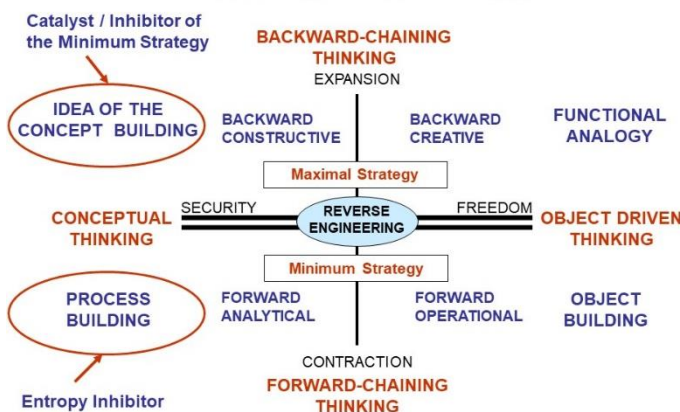 Catalyst / Inhibitor of
the Minimum Strategy
BACKWARD-CHAINING
THINKING
EXPANSION
IDEA OF THE
CONCEPT BUILDING
BACKWARD
CONSTRUCTIVE
BACKWARD
CREATIVE
FUNCTIONAL
ANALOGY
Maximal Strategy
SECURITY
FREEDOM
CONCEPTUAL
THINKING
REVERSE
ENGINEERING
OBJECT DRIVEN
THINKING
Minimum Strategy
PROCESS
BUILDING
FORWARD
ANALYTICAL
FORWARD
OPERATIONAL
OBJECT
BUILDING
CONTRACTION
FORWARD-CHAINING
THINKING
Entropy Inhibitor